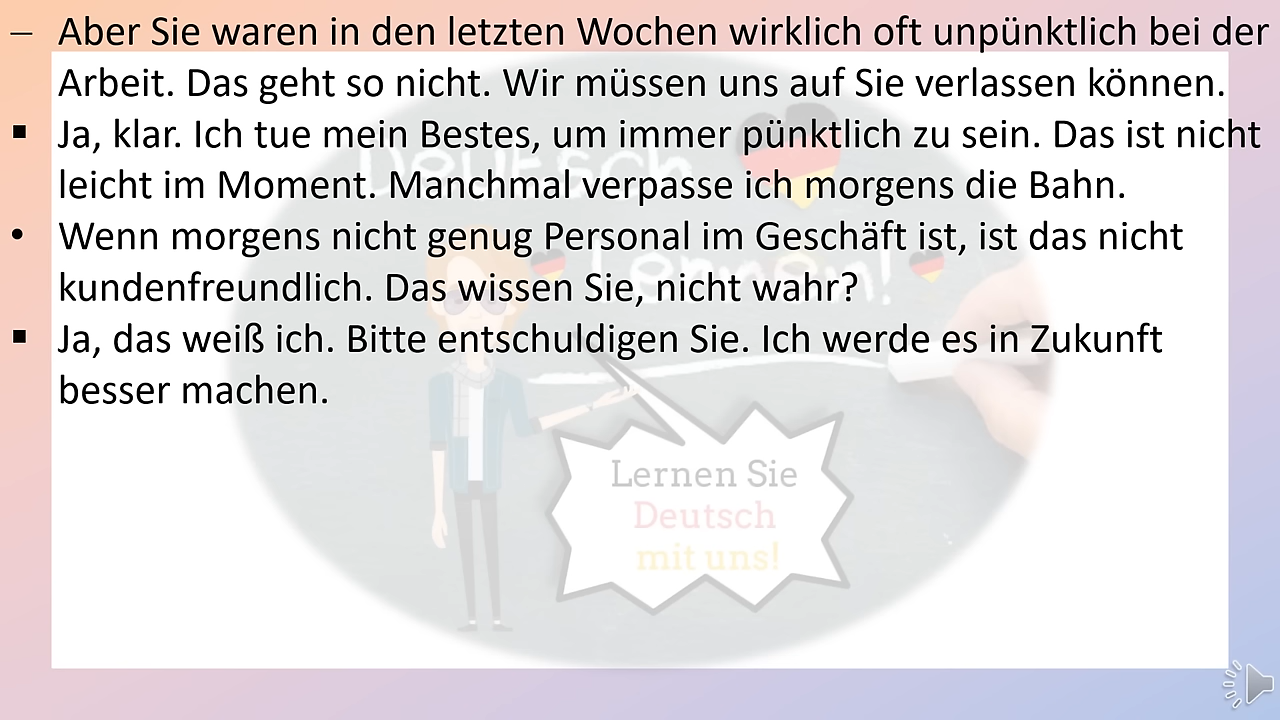 – Aber Sie waren in den letzten Wochen wirklich oft unpünktlich bei der
Arbeit. Das geht so nicht. Wir müssen uns auf Sie verlassen können.
▪ Ja, klar. Ich tue mein Bestes, um immer pünktlich zu sein. Das ist nicht
leicht im Moment. Manchmal verpasse ich morgens die Bahn.
• Wenn morgens nicht genug Personal im Geschäft ist, ist das nicht
kundenfreundlich. Das wissen Sie, nicht wahr?
▪ Ja, das weiß ich. Bitte entschuldigen Sie. Ich werde es in Zukunft
besser machen.
Deutsch
Lernen!
Lernen Sie
Deutsch
mit uns!